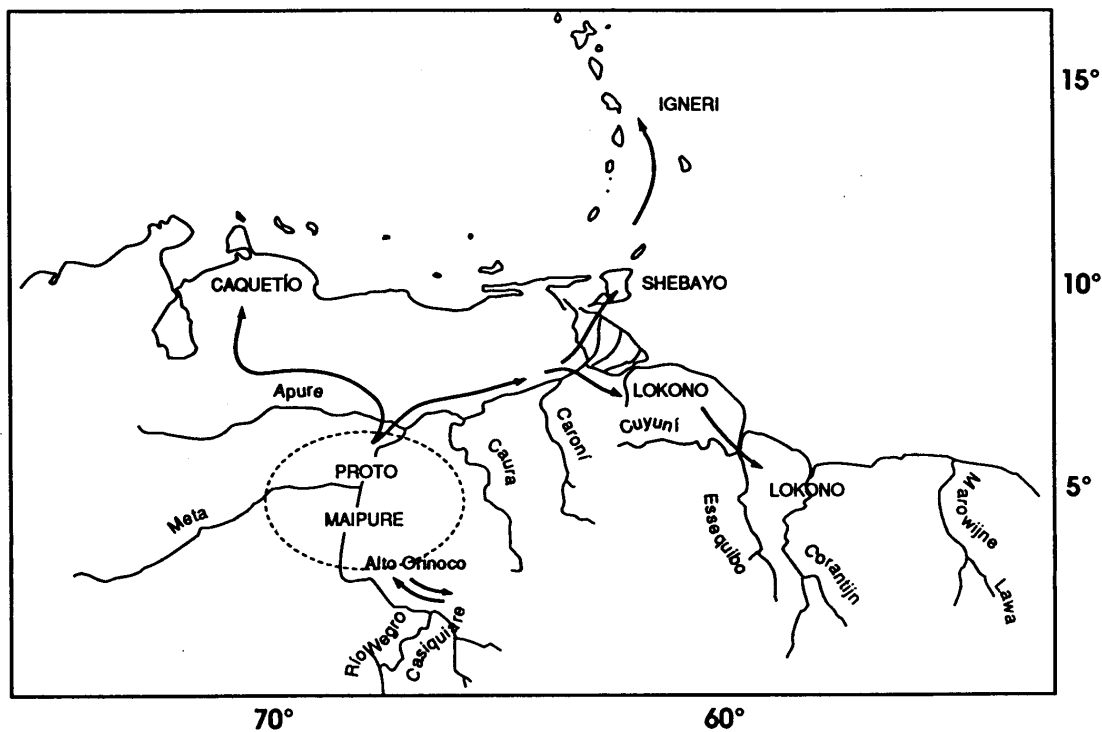 15°
IGNERI
CAQUETÍO
SHEBAYO
10°
Apure
LOKONO
Cuyuní
Caroní
Caura
PROTO
MAIPURE
Meta
5°
LOKONO
Essequibo
Marowijne
Alto Orinoco
Corantijn
Lawa
Río Negro
Casiquiare
70°
60°